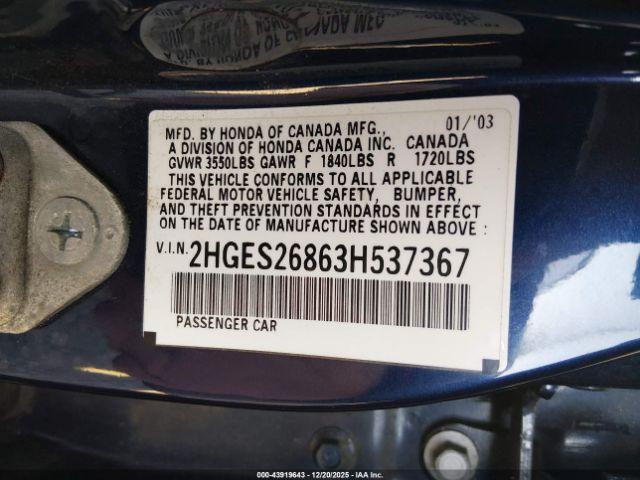 MFD. BY HONDA OF CANADA MFG., 01/'03
A DIVISION OF HONDA CANADA INC. CANADA
GVWR 3550LBS GAWR F 1840LBS R 1720LBS
THIS VEHICLE CONFORMS TO ALL APPLICABLE
FEDERAL MOTOR VEHICLE SAFETY, BUMPER,
AND THEFT PREVENTION STANDARDS IN EFFECT
ON THE DATE OF MANUFACTURE SHOWN ABOVE :
V.I.N. 2HGES26863H537367
PASSENGER CAR
000-43919643 - 12/20/2025 - IAA Inc.